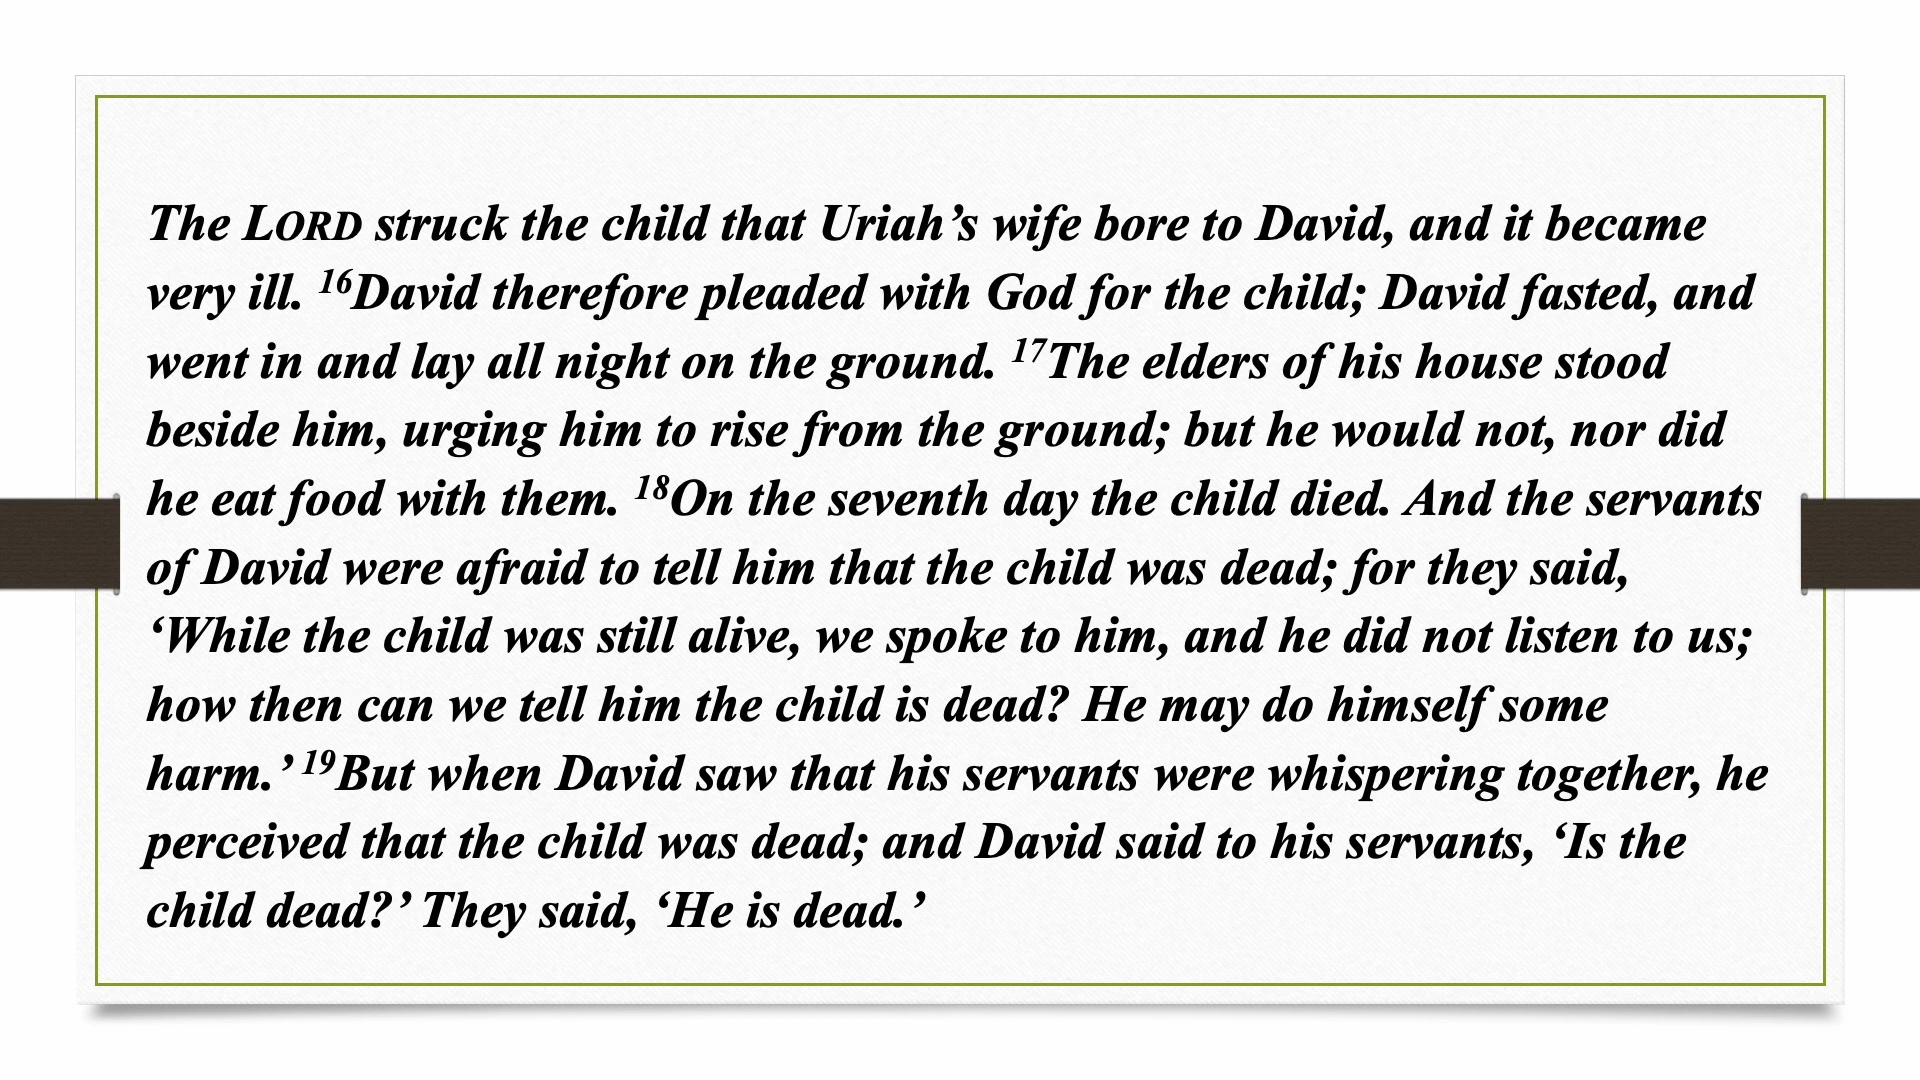 The LORD struck the child that Uriah’s wife bore to David, and it became
very ill. 16David therefore pleaded with God for the child; David fasted, and
went in and lay all night on the ground. 17The elders of his house stood
beside him, urging him to rise from the ground; but he would not, nor did
he eat food with them. 18On the seventh day the child died. And the servants
of David were afraid to tell him that the child was dead; for they said,
‘While the child was still alive, we spoke to him, and he did not listen to us;
how then can we tell him the child is dead? He may do himself some
harm.’ 19But when David saw that his servants were whispering together, he
perceived that the child was dead; and David said to his servants, ‘Is the
child dead?’ They said, ‘He is dead.’